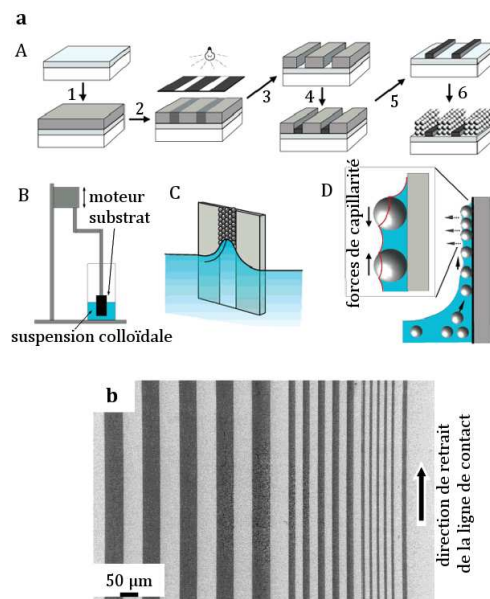 a
A
1
2
3
4
5
6
B
moteur
substrat
suspension colloïdale
C
D
forces de capillarité
b
50 µm
direction de retrait
de la ligne de contact